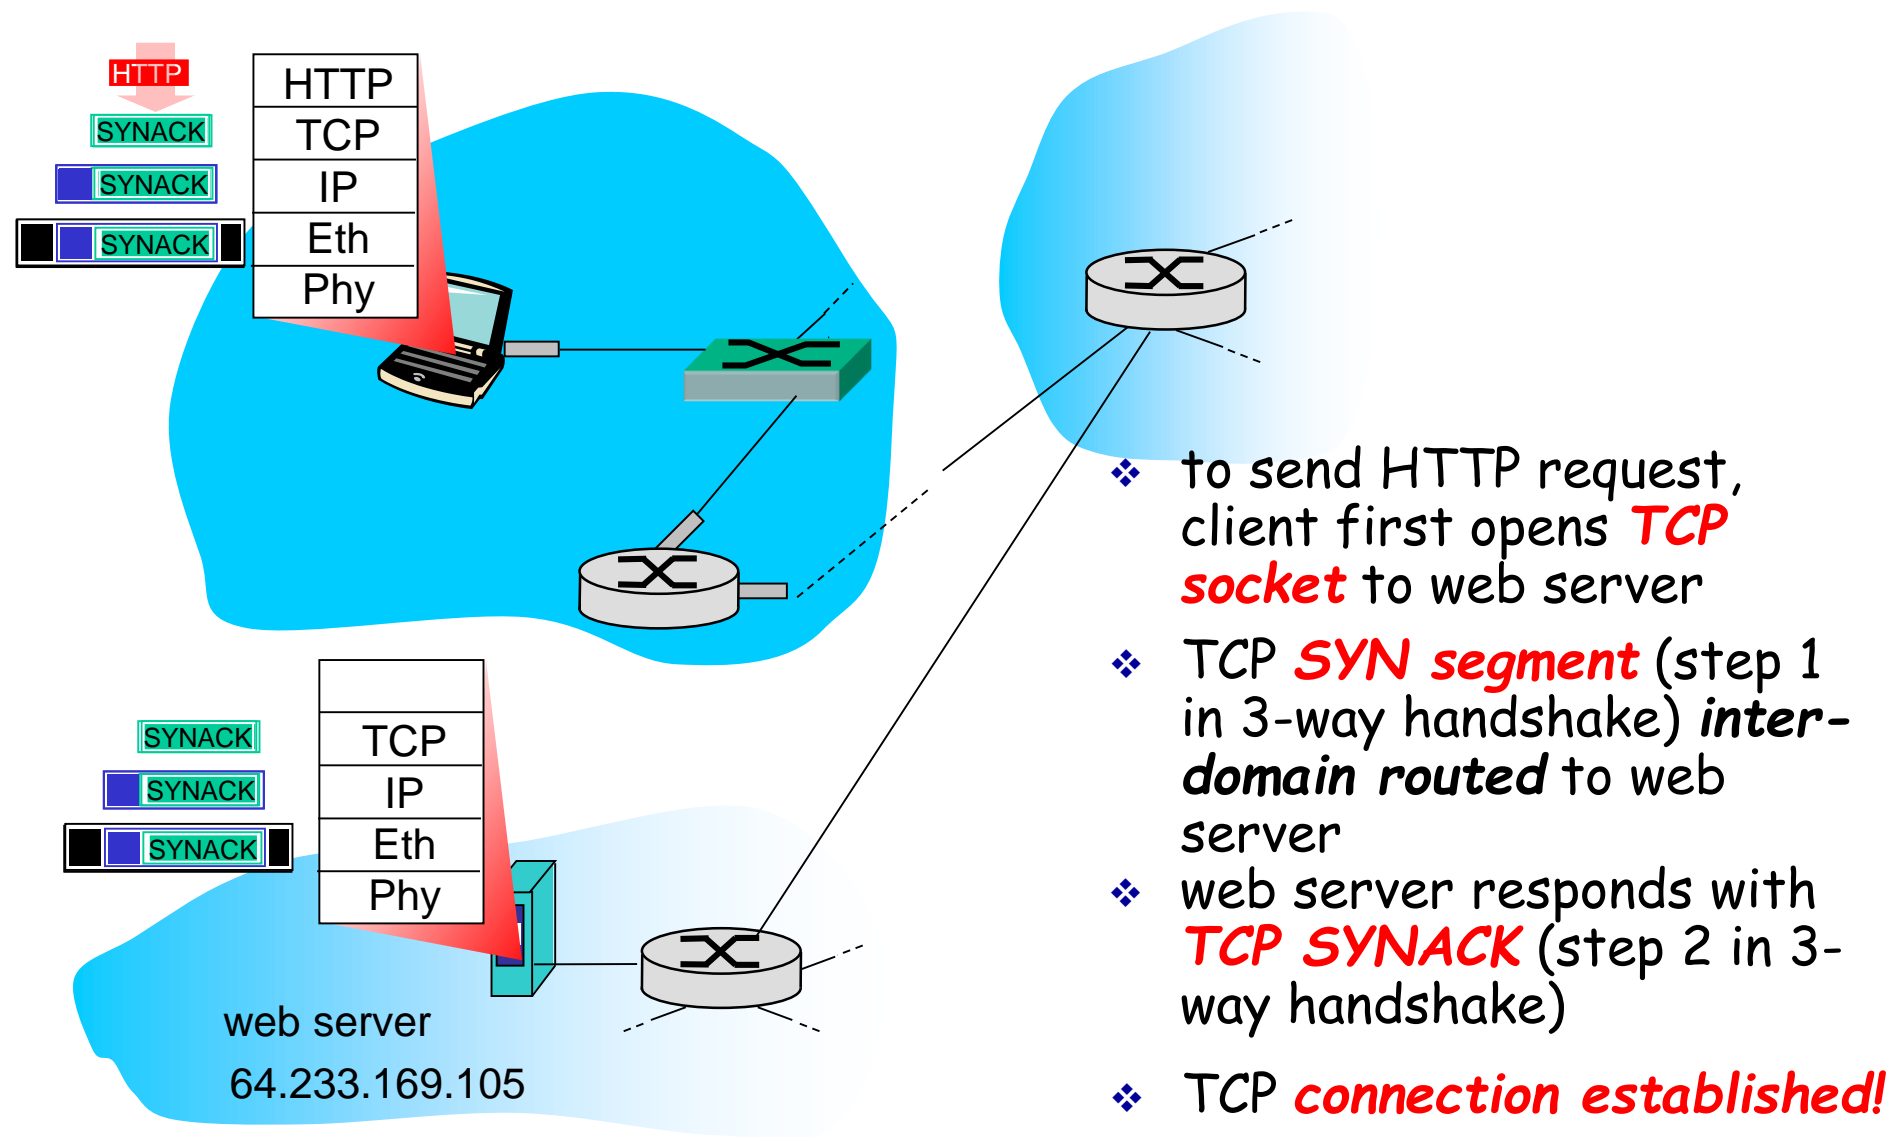 HTTP
SYNACK
SYNACK
SYNACK
HTTP
TCP
IP
Eth
Phy
SYNACK
SYNACK
SYNACK
TCP
IP
Eth
Phy
web server
64.233.169.105
to send HTTP request,
client first opens TCP
socket to web server
TCP SYN segment (step 1
in 3-way handshake) inter-
domain routed to web
server
web server responds with
TCP SYNACK (step 2 in 3-
way handshake)
TCP connection established!